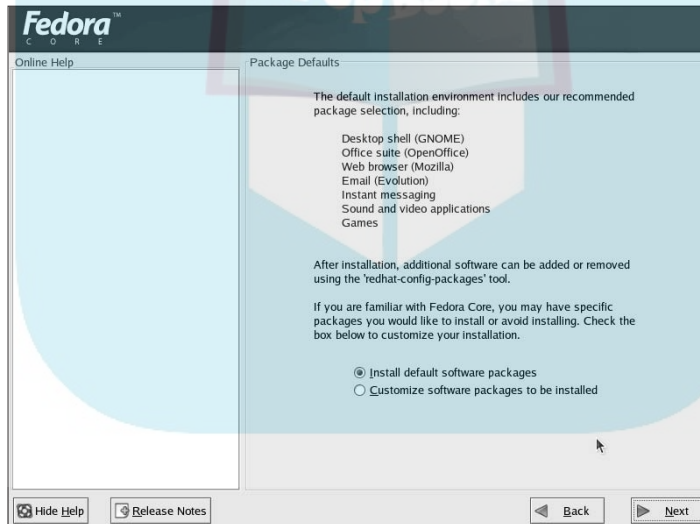 Fedora™
CORE
Online Help
Package Defaults
The default installation environment includes our recommended
package selection, including:
Desktop shell (GNOME)
Office suite (OpenOffice)
Web browser (Mozilla)
Email (Evolution)
Instant messaging
Sound and video applications
Games
After installation, additional software can be added or removed
using the 'redhat-config-packages' tool.
If you are familiar with Fedora Core, you may have specific
packages you would like to install or avoid installing. Check the
box below to customize your installation.
Install default software packages
Customize software packages to be installed
Hide Help
Release Notes
Back
Next